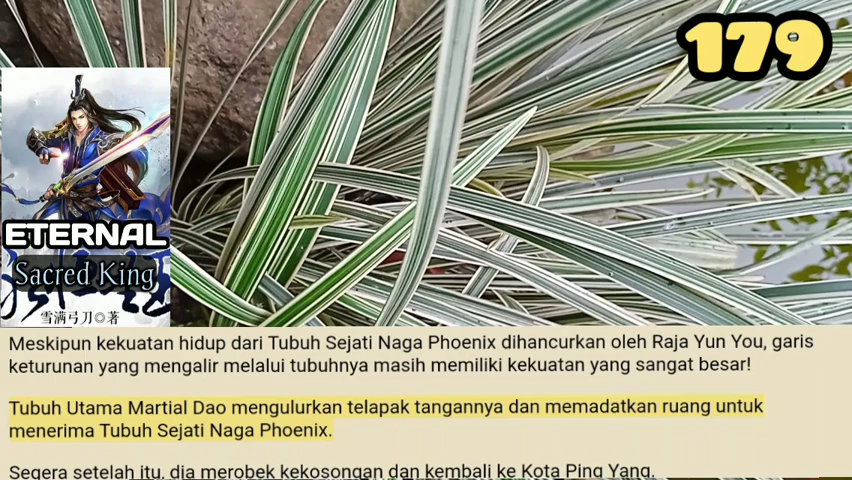 179
ETERNAL
Sacred King
雪满弓刀◎著
Meskipun kekuatan hidup dari Tubuh Sejati Naga Phoenix dihancurkan oleh Raja Yun You, garis
keturunan yang mengalir melalui tubuhnya masih memiliki kekuatan yang sangat besar!
Tubuh Utama Martial Dao mengulurkan telapak tangannya dan memadatkan ruang untuk
menerima Tubuh Sejati Naga Phoenix.
Segera setelah itu, dia merobek kekosongan dan kembali ke Kota Ping Yang.